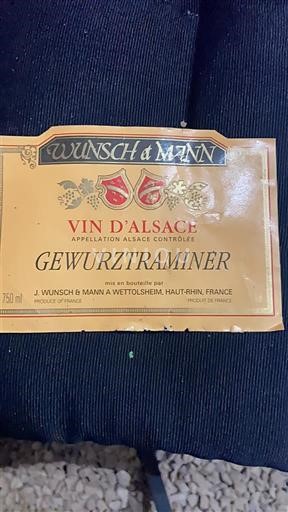 WUNSCH & MANN
VIN D'ALSACE
APPELLATION ALSACE CONTRÔLÉE
GEWURZTRAMINER
mis en bouteille par
J. WUNSCH & MANN A WETTOLSHEIM, HAUT-RHIN, FRANCE
750 ml PRODUCE OF FRANCE PRODUIT DE FRANCE